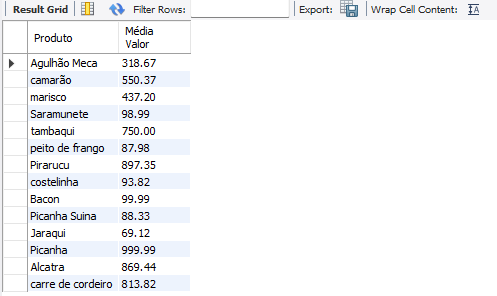 Result Grid Filter Rows: Export: Wrap Cell Content:
Produto Média
Valor
Agulhão Meca 318.67
camarão 550.37
marisco 437.20
Saramunete 98.99
tambaqui 750.00
peito de frango 87.98
Pirarucu 897.35
costelinha 93.82
Bacon 99.99
Picanha Suina 88.33
Jaraqui 69.12
Picanha 999.99
Alcatra 869.44
carre de cordeiro 813.82